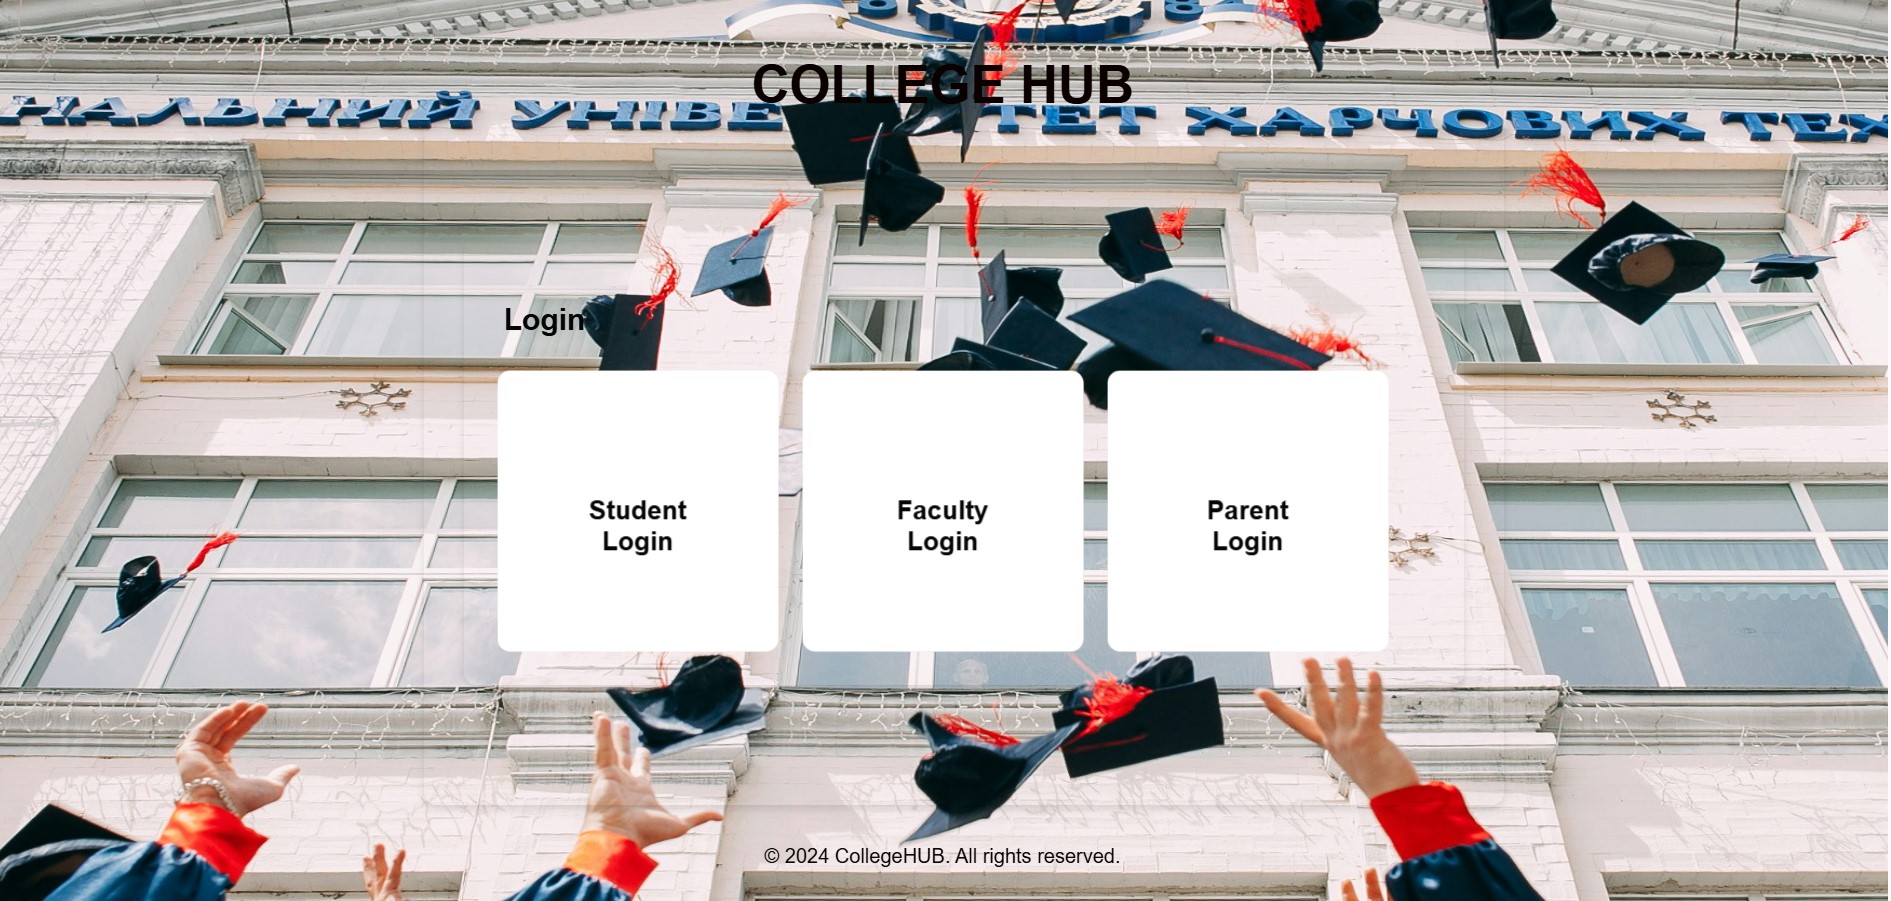 COLLEGE HUB
НАЛЬНИЙ УНІВЕ ТЕТ ХАРЧОВИХ ТЕХ
Login
Student
Login
Faculty
Login
Parent
Login
© 2024 CollegeHUB. All rights reserved.